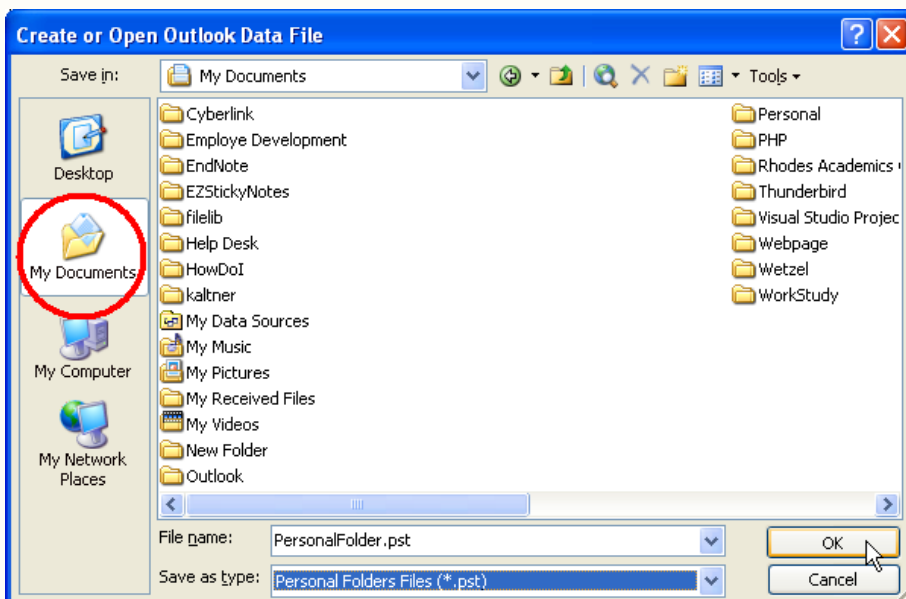 Create or Open Outlook Data File
Save in:
My Documents
Tools
Desktop
My Documents
My Computer
My Network
Places
Cyberlink
Employe Development
EndNote
EZStickyNotes
filelib
Help Desk
HowDoI
kaltner
My Data Sources
My Music
My Pictures
My Received Files
My Videos
New Folder
Outlook
Personal
PHP
Rhodes Academics
Thunderbird
Visual Studio Projec
Webpage
Wetzel
WorkStudy
File name:
PersonalFolder.pst
OK
Save as type:
Personal Folders Files (*.pst)
Cancel